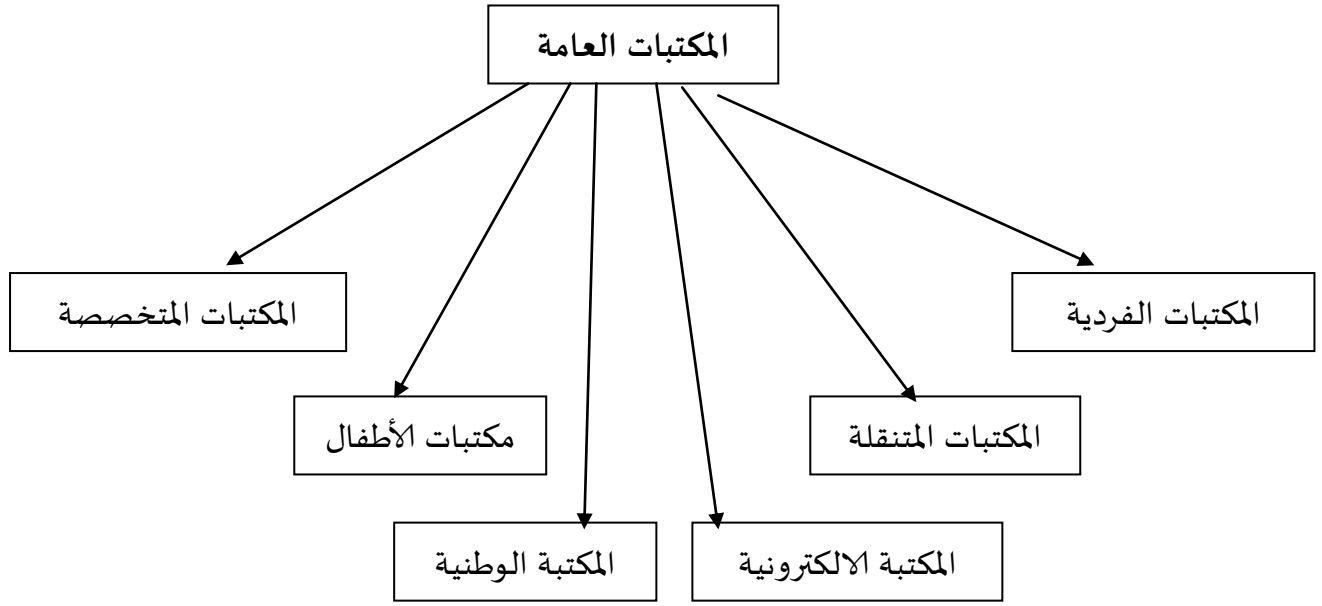 المكتبات العامة
المكتبات الفردية
المكتبات المتخصصة
المكتبات المتنقلة
مكتبات الأطفال
المكتبة الالكترونية
المكتبة الوطنية